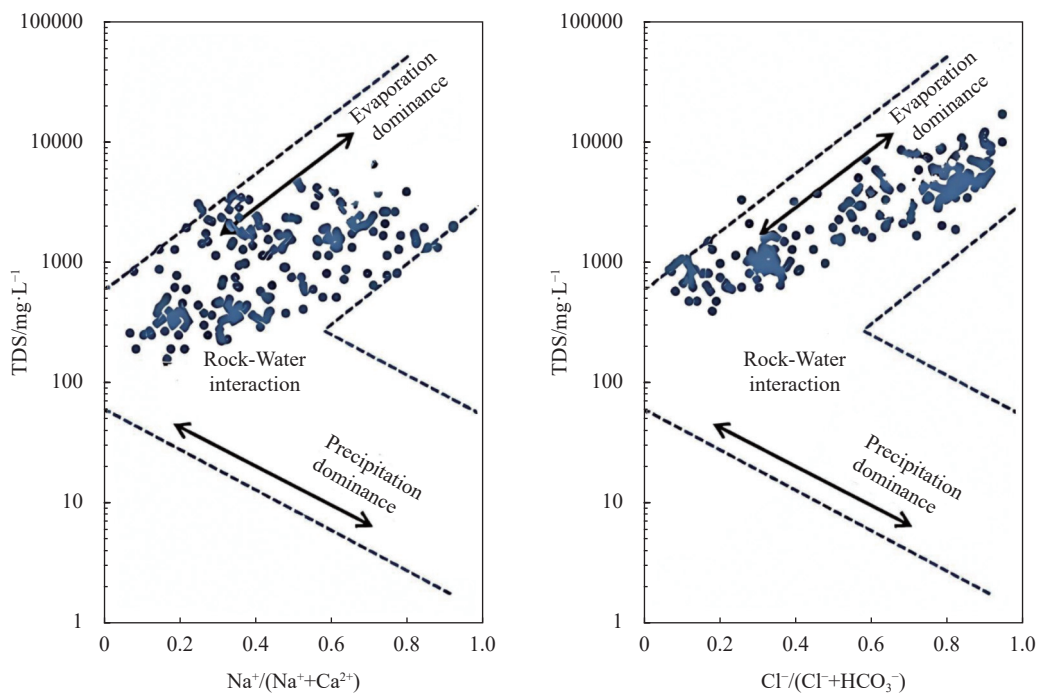 100000
10000
1000
100
10
1
TDS/mg·L⁻¹
Evaporation
dominance
Rock-Water
interaction
Precipitation
dominance
0
0.2
0.4
0.6
0.8
1.0
Na⁺/(Na⁺+Ca²⁺)
100000
10000
1000
100
10
1
TDS/mg·L⁻¹
Evaporation
dominance
Rock-Water
interaction
Precipitation
dominance
0
0.2
0.4
0.6
0.8
1.0
Cl⁻/(Cl⁻+HCO₃⁻)